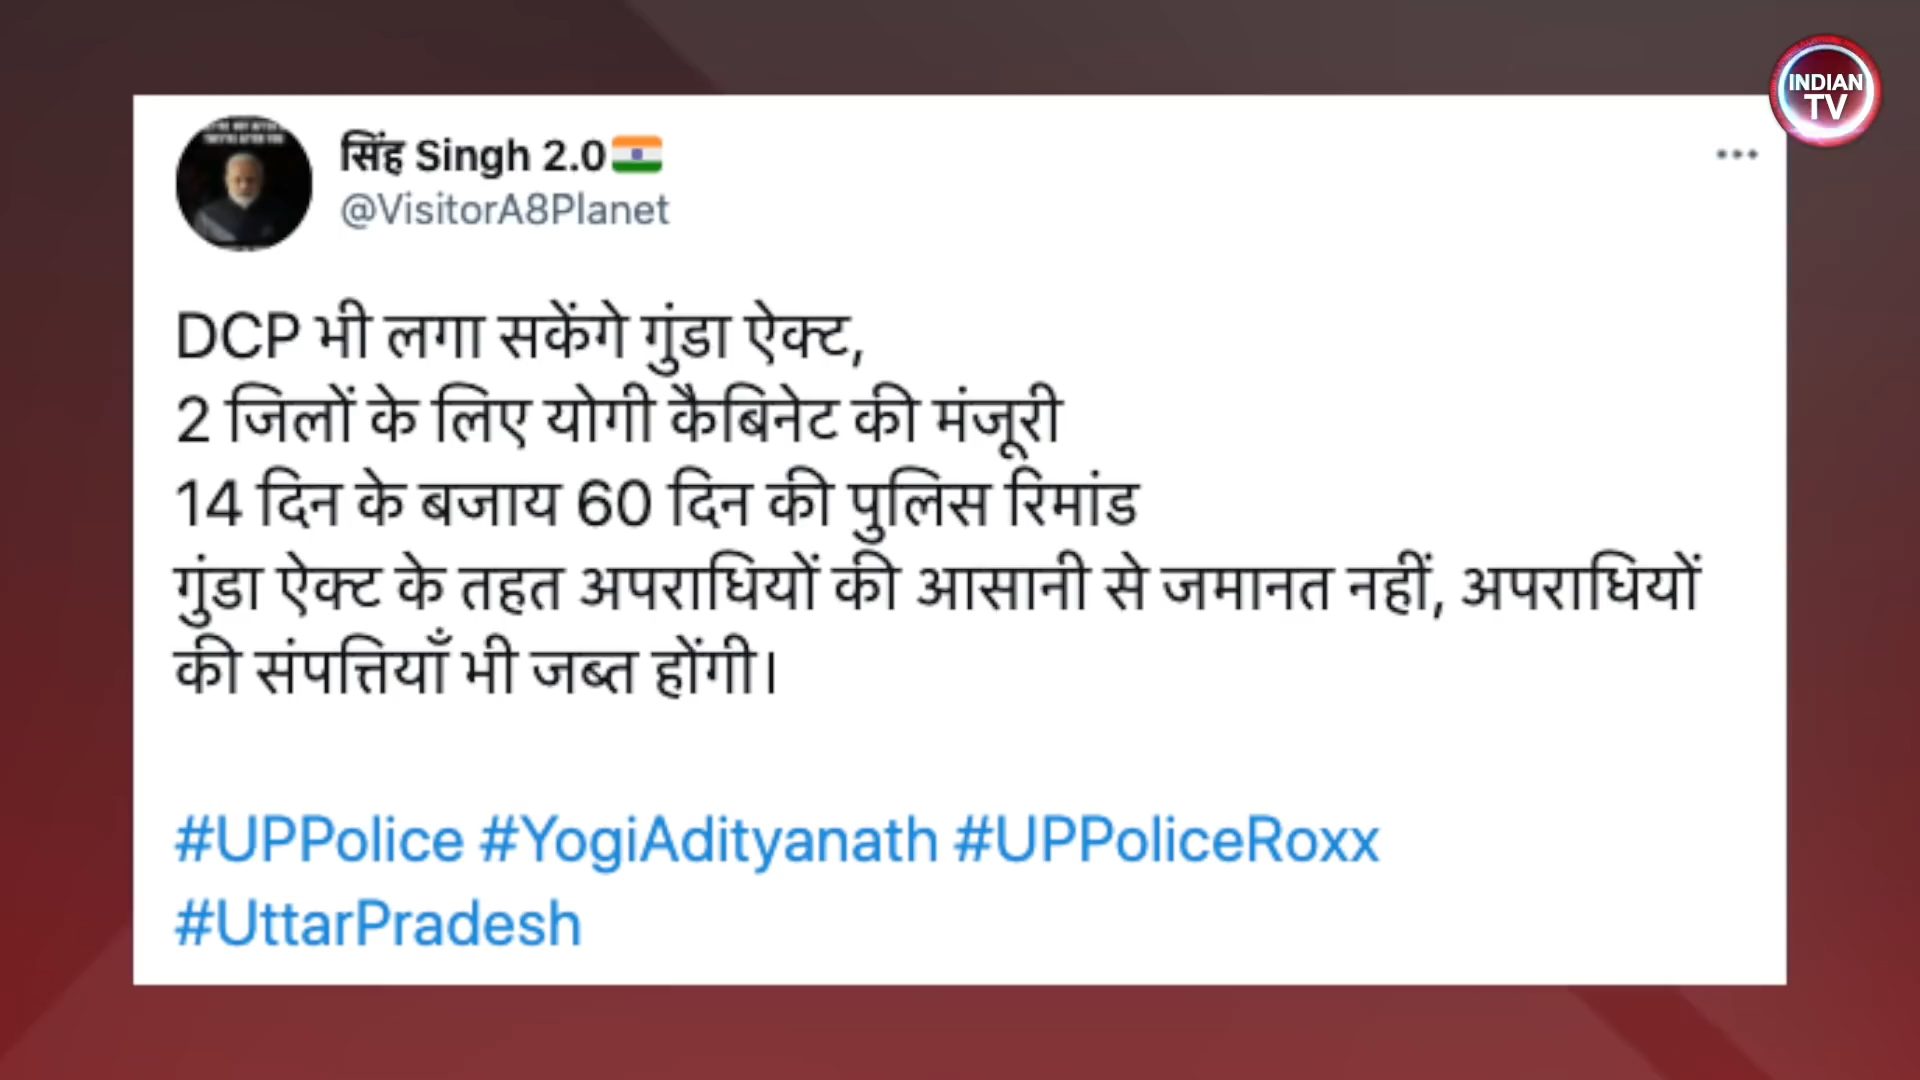 INDIAN
TV
सिंह Singh 2.0🇮🇳
@VisitorA8Planet
DCP भी लगा सकेंगे गुंडा ऐक्ट,
2 जिलों के लिए योगी कैबिनेट की मंजूरी
14 दिन के बजाय 60 दिन की पुलिस रिमांड
गुंडा ऐक्ट के तहत अपराधियों की आसानी से जमानत नहीं, अपराधियों
की संपत्तियाँ भी जब्त होंगी।
#UPPolice #YogiAdityanath #UPPoliceRoxx
#UttarPradesh